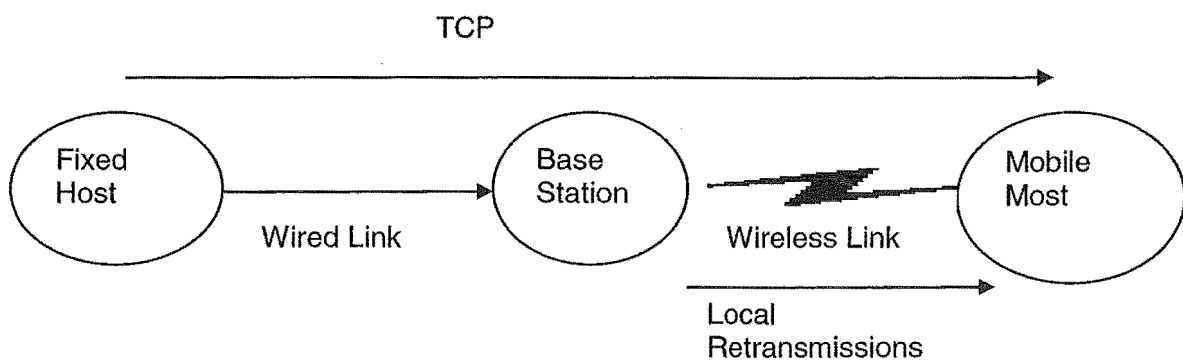 TCP
Fixed
Host
Base
Station
Mobile
Most
Wired Link
Wireless Link
Local
Retransmissions